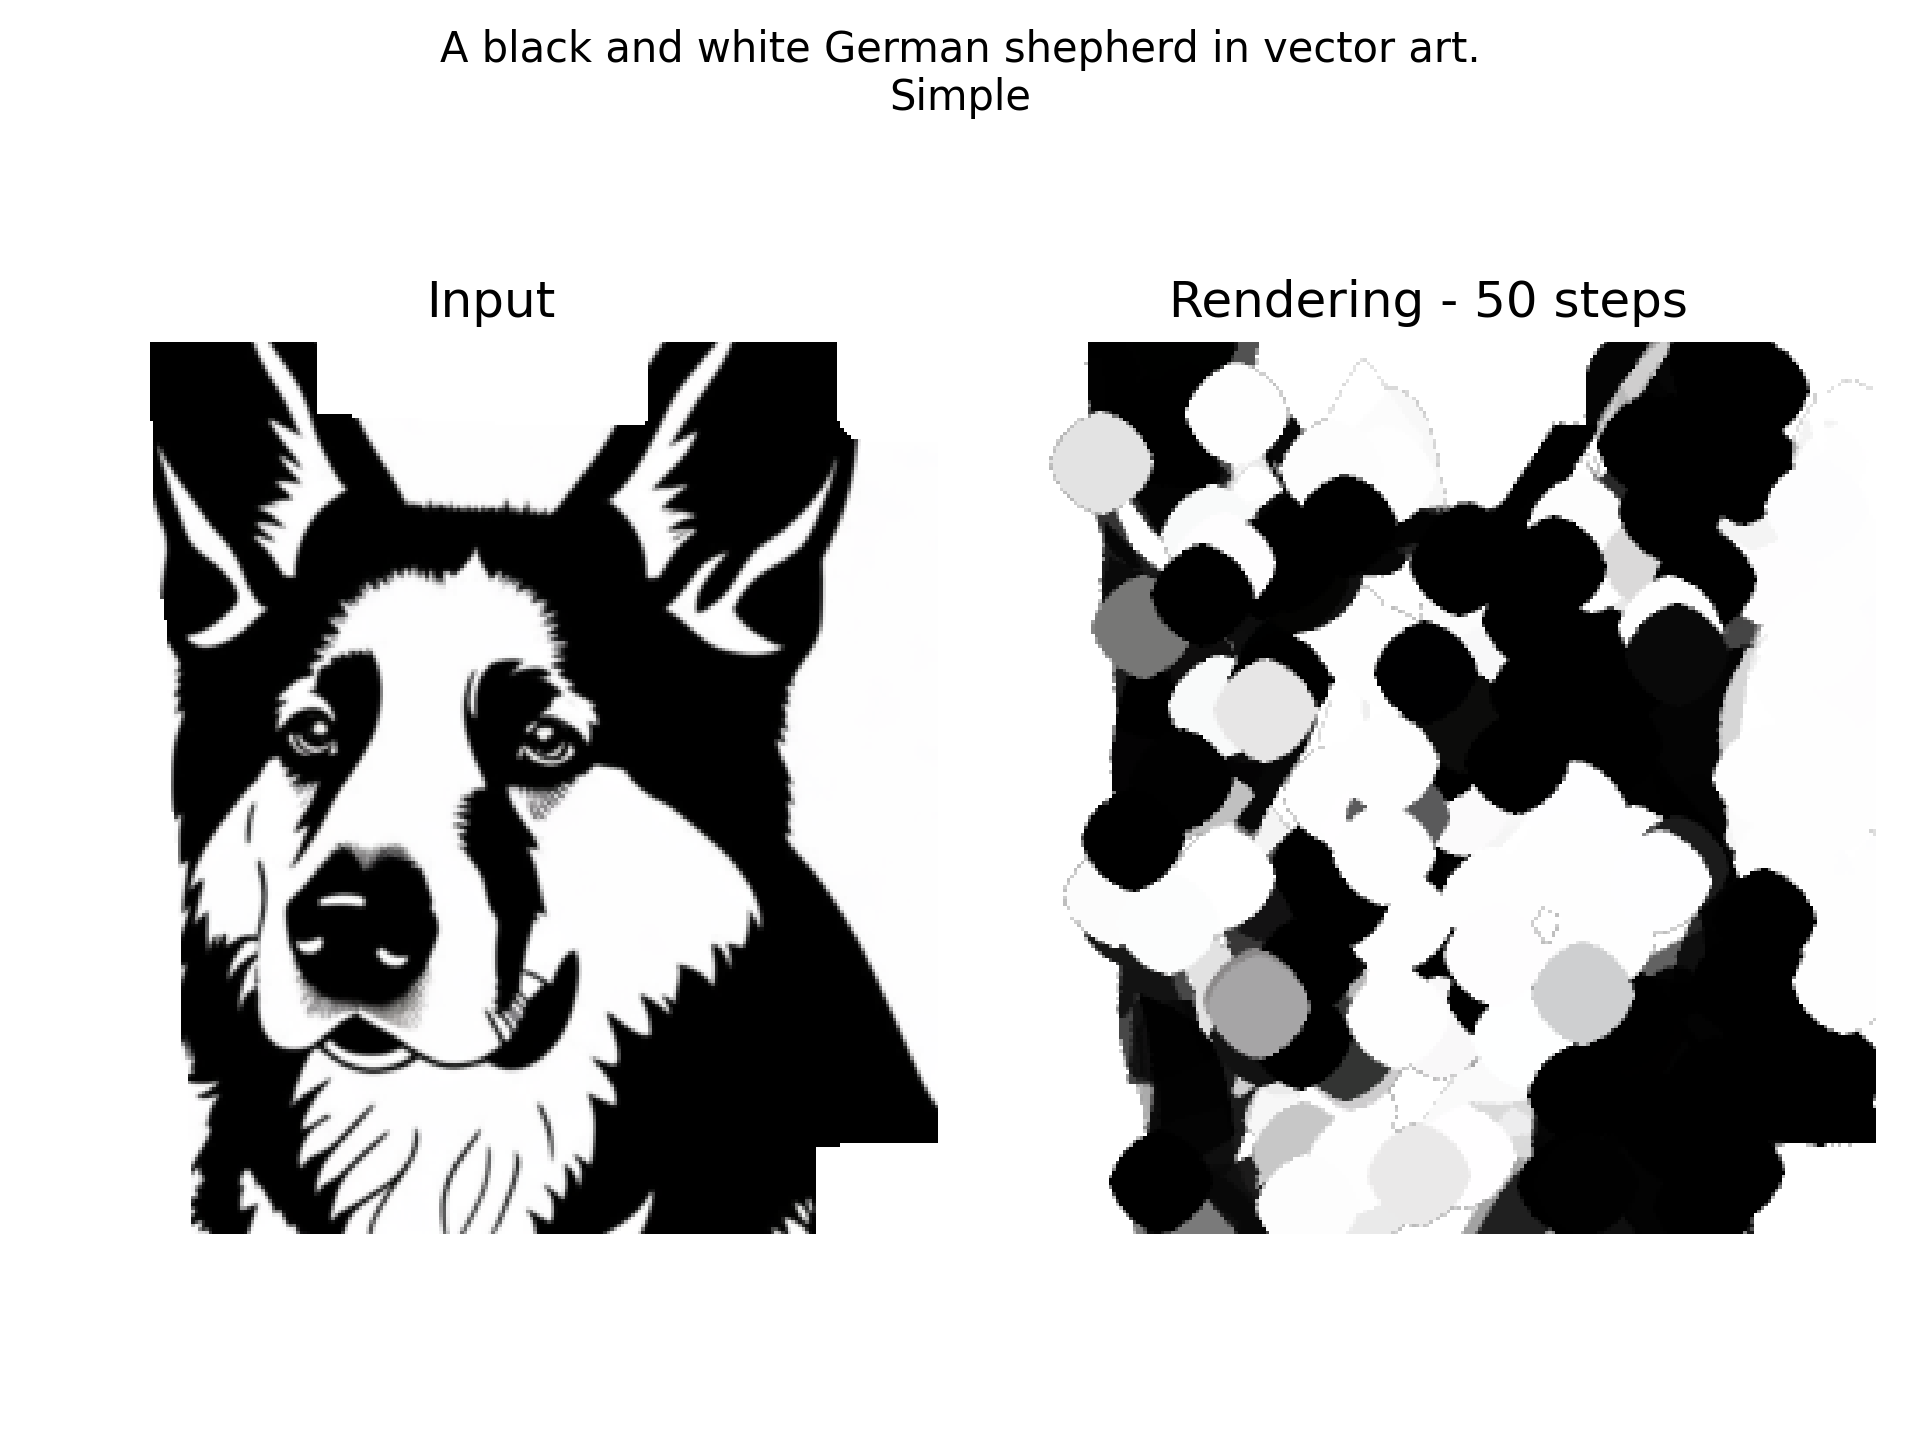 A black and white German shepherd in vector art.
Simple
Input
Rendering - 50 steps